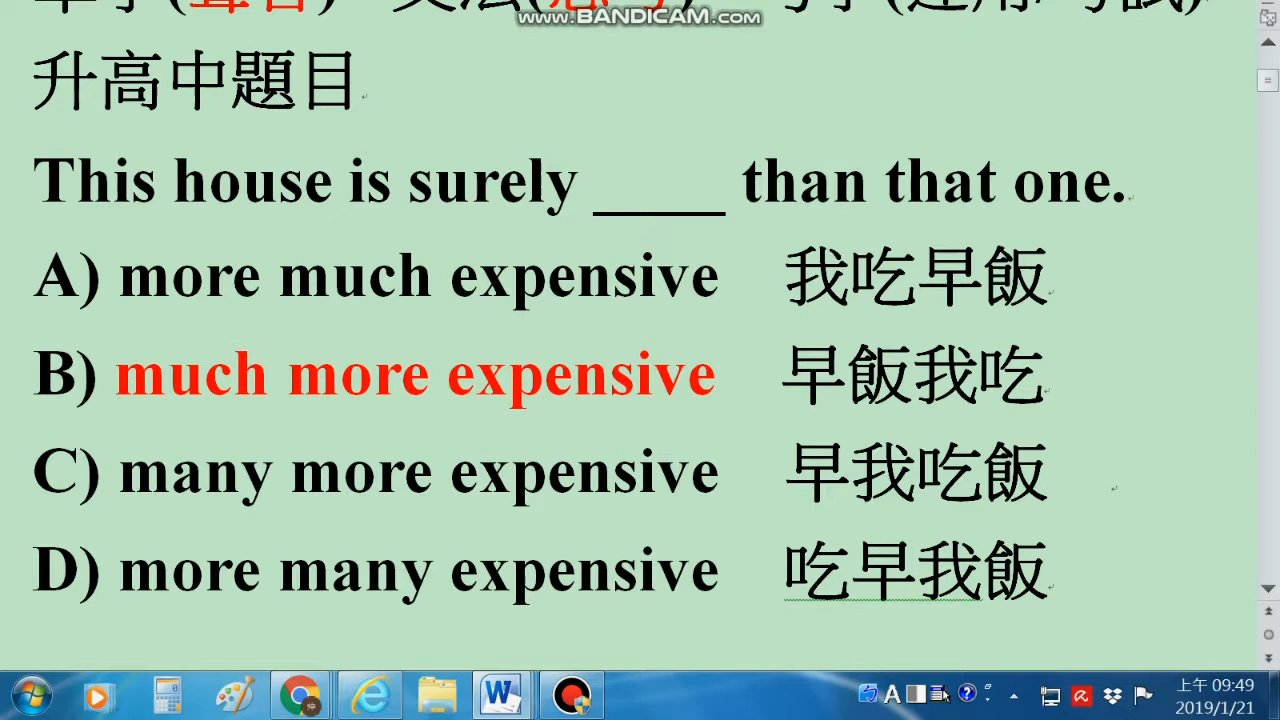 www.BANDICAM.com
升高中題目
This house is surely ____ than that one.
A) more much expensive 我吃早飯
B) much more expensive 早飯我吃
C) many more expensive 早我吃飯
D) more many expensive 吃早我飯
上午 09:49
2019/1/21